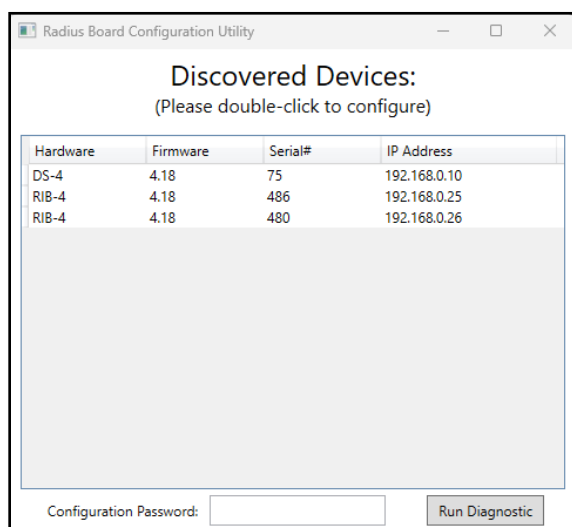 Radius Board Configuration Utility
Discovered Devices:
(Please double-click to configure)
Hardware Firmware Serial# IP Address
DS-4 4.18 75 192.168.0.10
RIB-4 4.18 486 192.168.0.25
RIB-4 4.18 480 192.168.0.26
Configuration Password: Run Diagnostic